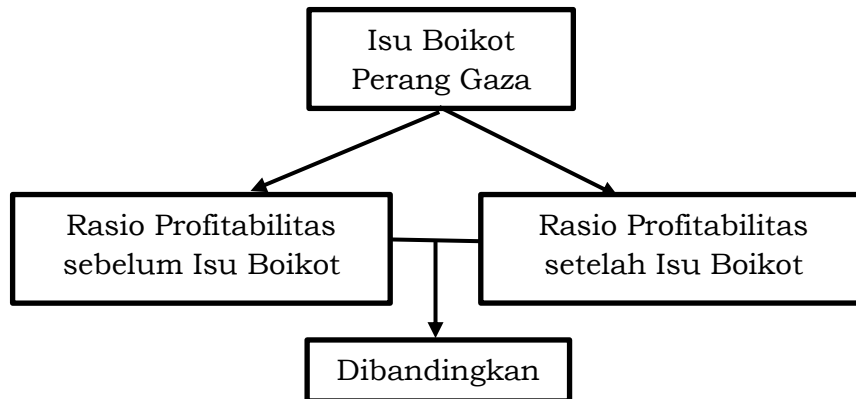 Isu Boikot
Perang Gaza
Rasio Profitabilitas
sebelum Isu Boikot
Rasio Profitabilitas
setelah Isu Boikot
Dibandingkan